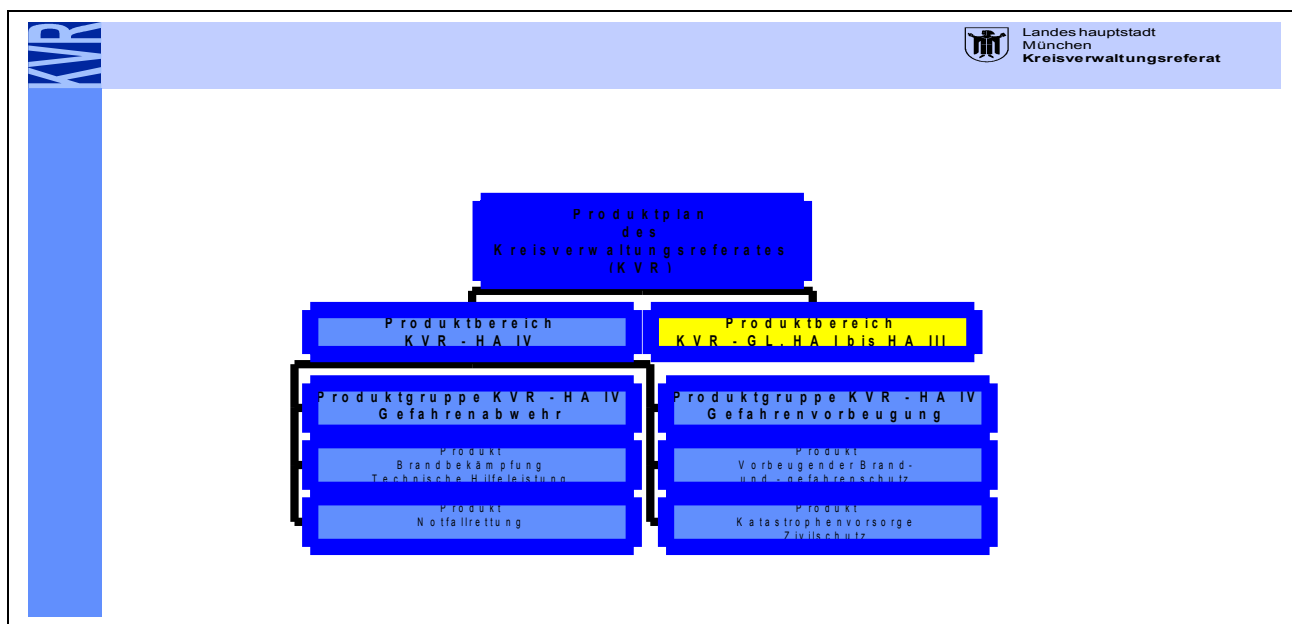 KVR
Landeshauptstadt
München
Kreisverwaltungsreferat
Produktplan
des
Kreisverwaltungsreferates
(KVR)
Produktbereich
KVR - HA IV
Produktbereich
KVR - GL. HA I bis HA III
Produktgruppe KVR - HA IV
Gefahrenabwehr
Produktgruppe KVR - HA IV
Gefahrenvorbeugung
Produkt
Brandbekämpfung
Technische Hilfeleistung
Produkt
Vorbeugender Brand-
und -gefahrenschutz
Produkt
Notfallrettung
Produkt
Katastrophenvorsorge
Zivilschutz